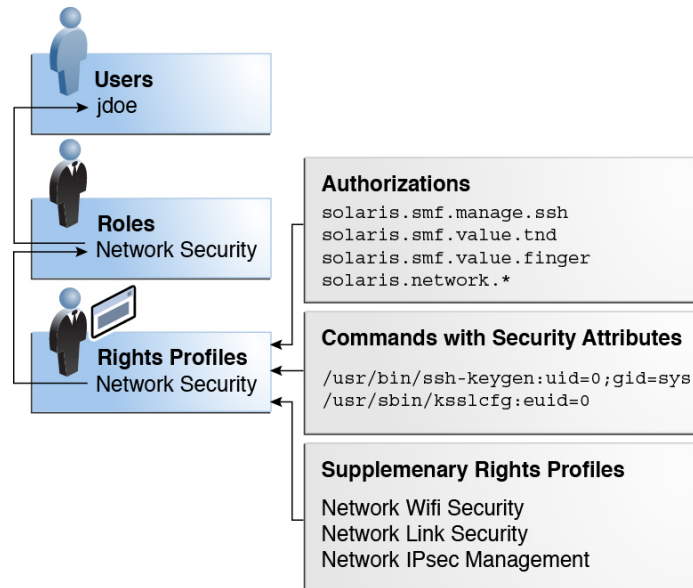 Users
jdoe
Roles
Network Security
Rights Profiles
Network Security
Authorizations
solaris.smf.manage.ssh
solaris.smf.value.tnd
solaris.smf.value.finger
solaris.network.*
Commands with Security Attributes
/usr/bin/ssh-keygen:uid=0;gid=sys
/usr/sbin/ksslcfg:euid=0
Supplemenary Rights Profiles
Network Wifi Security
Network Link Security
Network IPsec Management